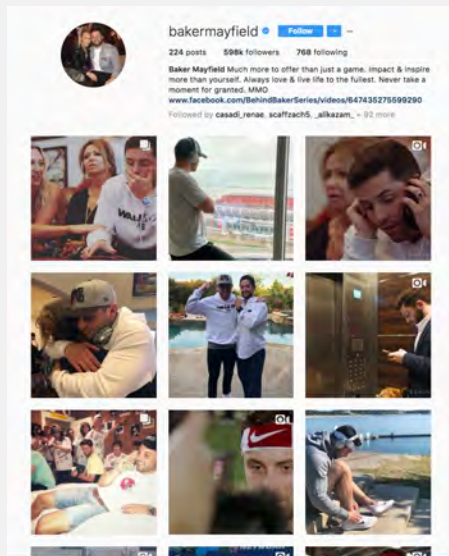 bakermayfield Follow
224 posts 598k followers 768 following
Baker Mayfield Much more to offer than just a game. Impact & Inspire
more than yourself. Always love & live life to the fullest. Never take a
moment for granted. MMO
www.facebook.com/BehindBakerSeries/videos/647435275599290
Followed by casadi_renae, scaffzach5, _alikazam_ + 92 more